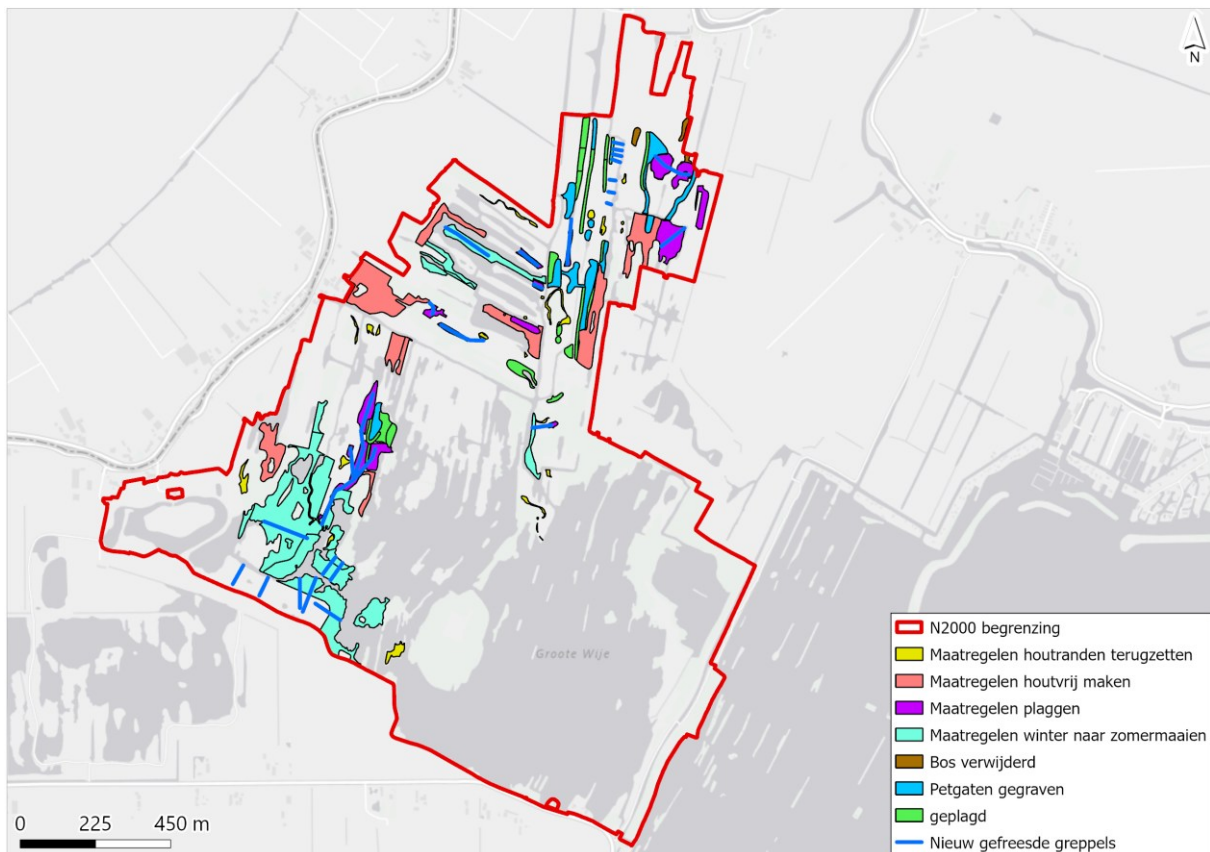 N
Groote Wije
N2000 begrenzing
Maatregelen houtranden terugzetten
Maatregelen houtvrij maken
Maatregelen plaggen
Maatregelen winter naar zomermaaien
Bos verwijderd
Petgaten gegraven
geplagd
Nieuw gefreesde greppels
0 225 450 m